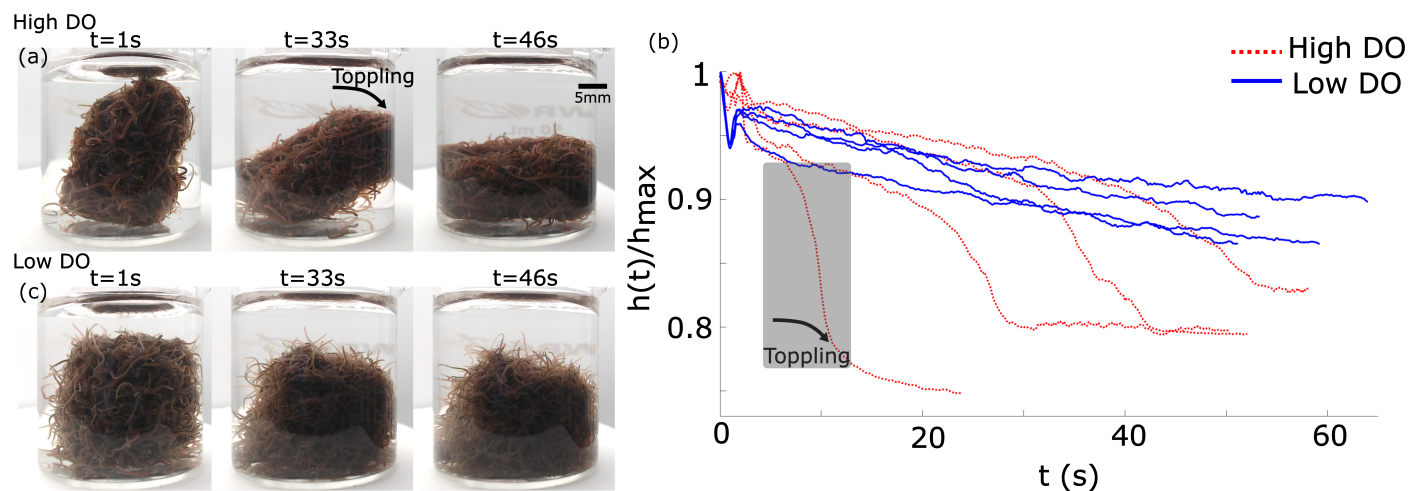 High DO
(a)
t=1s
t=33s
t=46s
Toppling
5mm
Low DO
(c)
t=1s
t=33s
t=46s
(b)
High DO
Low DO
1
0.9
0.8
h(t)/hmax
Toppling
0
20
40
60
t (s)